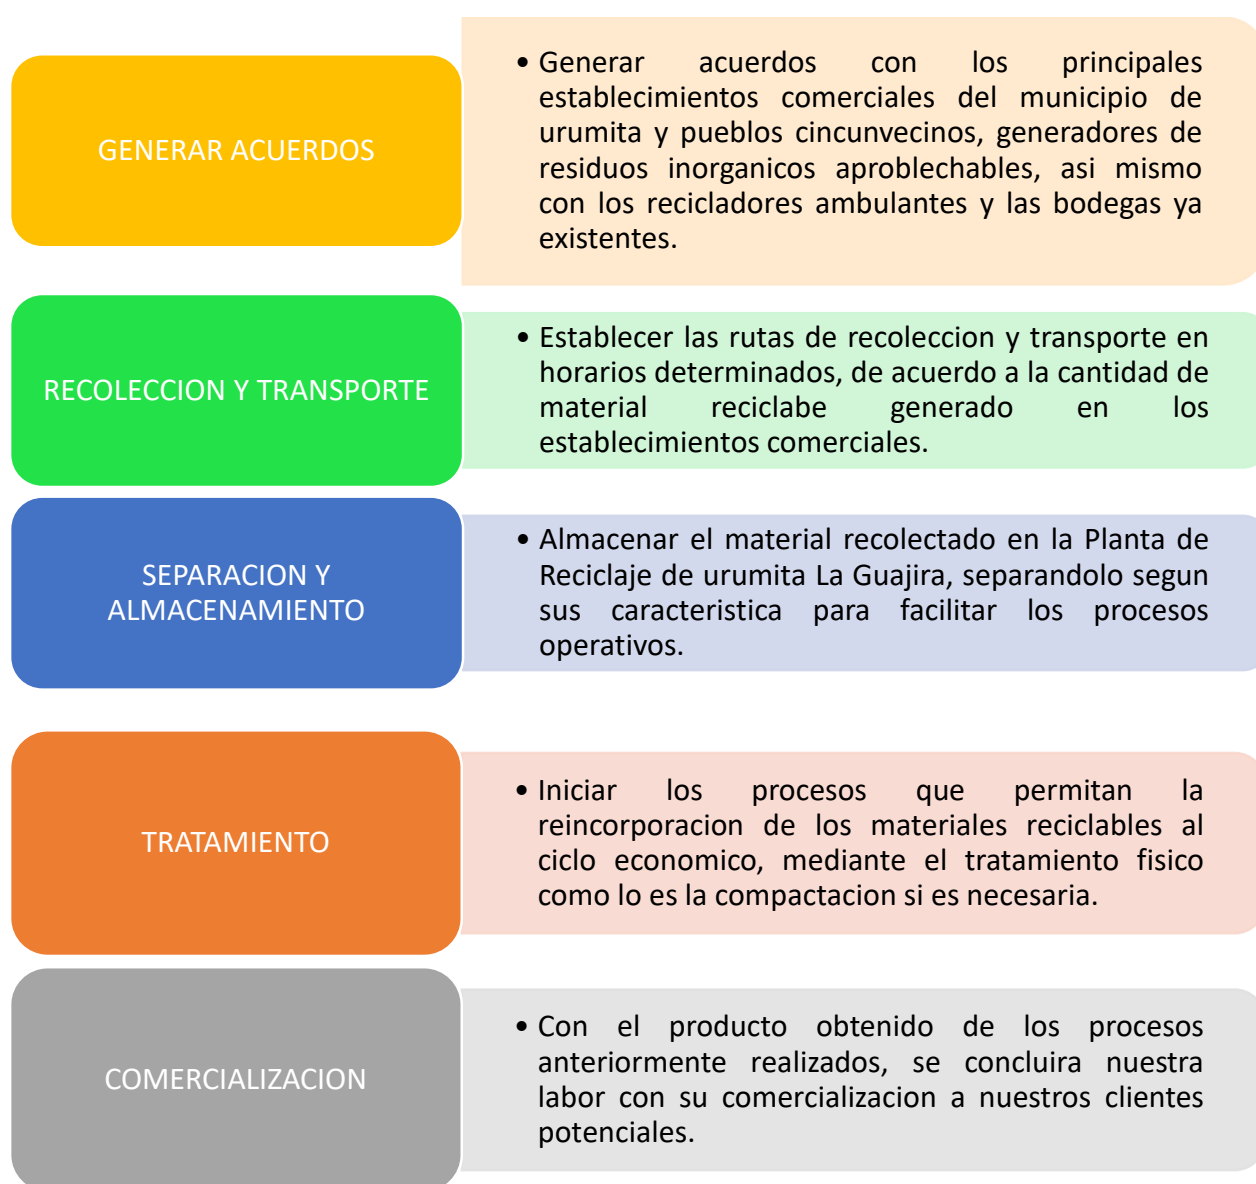 GENERAR ACUERDOS
• Generar acuerdos con los principales
establecimientos comerciales del municipio de
urumita y pueblos cincunvecinos, generadores de
residuos inorganicos aproblechables, asi mismo
con los recicladores ambulantes y las bodegas ya
existentes.
RECOLECCION Y TRANSPORTE
• Establecer las rutas de recoleccion y transporte en
horarios determinados, de acuerdo a la cantidad de
material reciclabe generado en los
establecimientos comerciales.
SEPARACION Y
ALMACENAMIENTO
• Almacenar el material recolectado en la Planta de
Reciclaje de urumita La Guajira, separandolo segun
sus caracteristica para facilitar los procesos
operativos.
TRATAMIENTO
• Iniciar los procesos que permitan la
reincorporacion de los materiales reciclables al
ciclo economico, mediante el tratamiento fisico
como lo es la compactacion si es necesaria.
COMERCIALIZACION
• Con el producto obtenido de los procesos
anteriormente realizados, se concluira nuestra
labor con su comercializacion a nuestros clientes
potenciales.